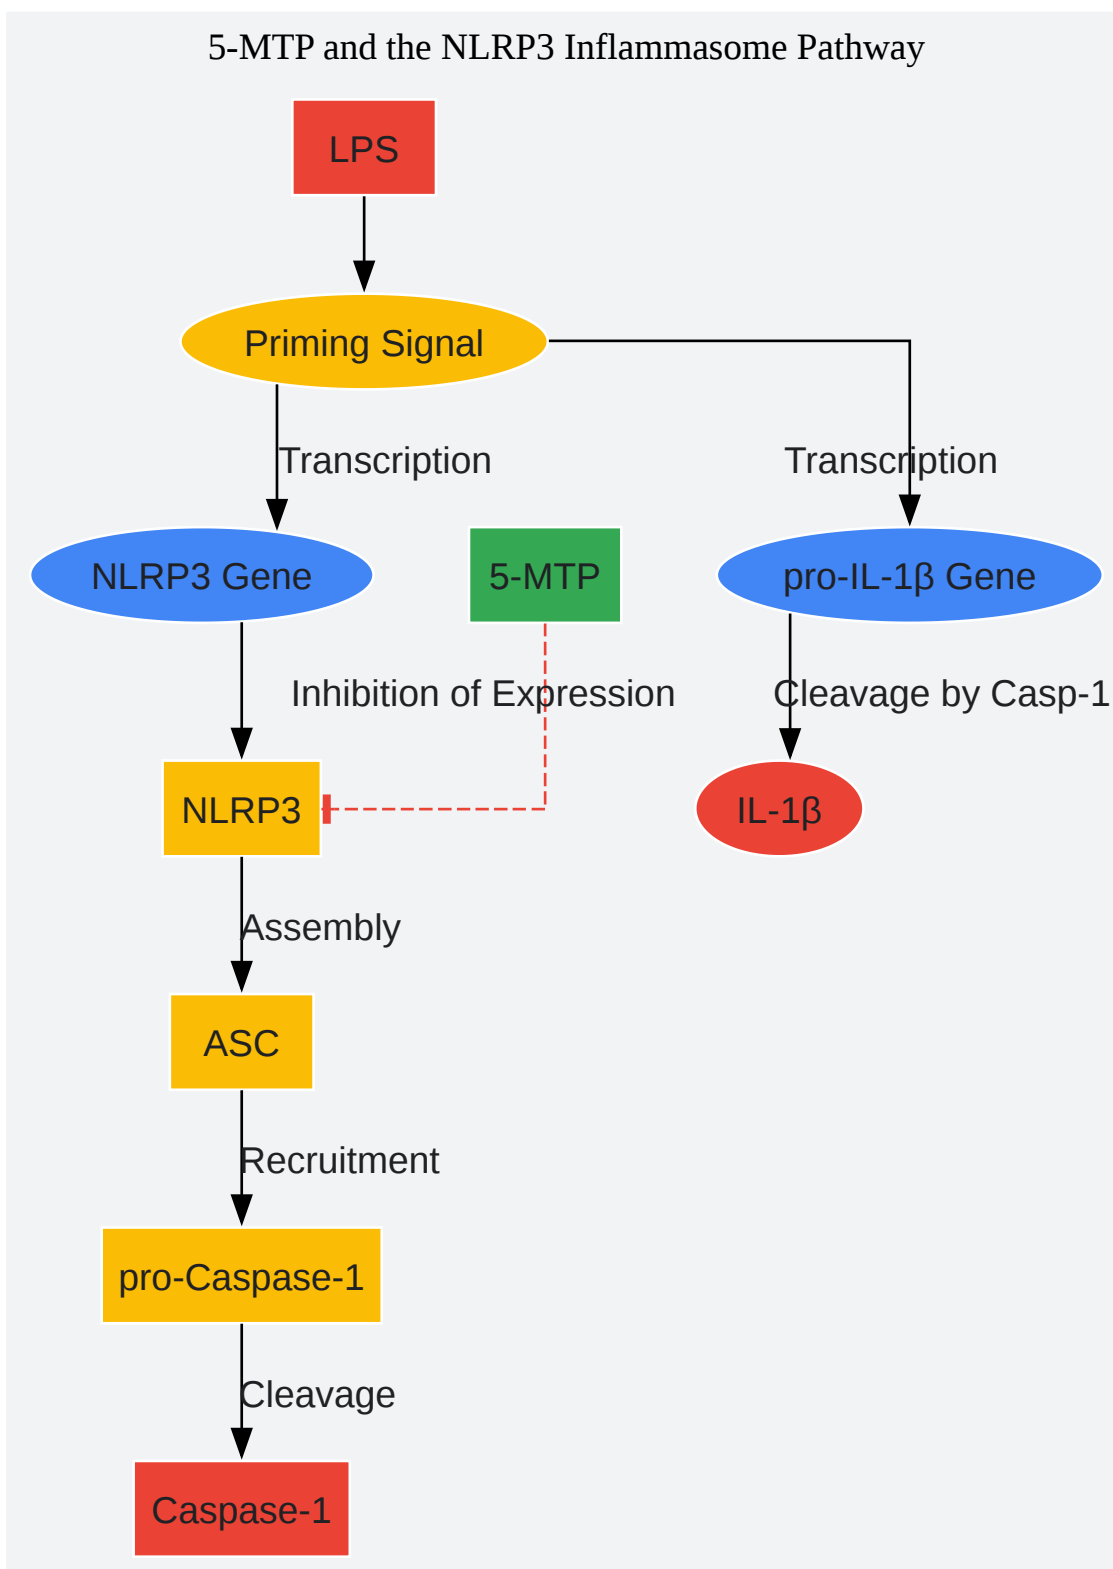 5-MTP and the NLRP3 Inflammasome Pathway
LPS
Priming Signal
Transcription
Transcription
NLRP3 Gene
5-MTP
pro-IL-1β Gene
Inhibition of Expression
Cleavage by Casp-1
NLRP3
IL-1β
Assembly
ASC
Recruitment
pro-Caspase-1
Cleavage
Caspase-1